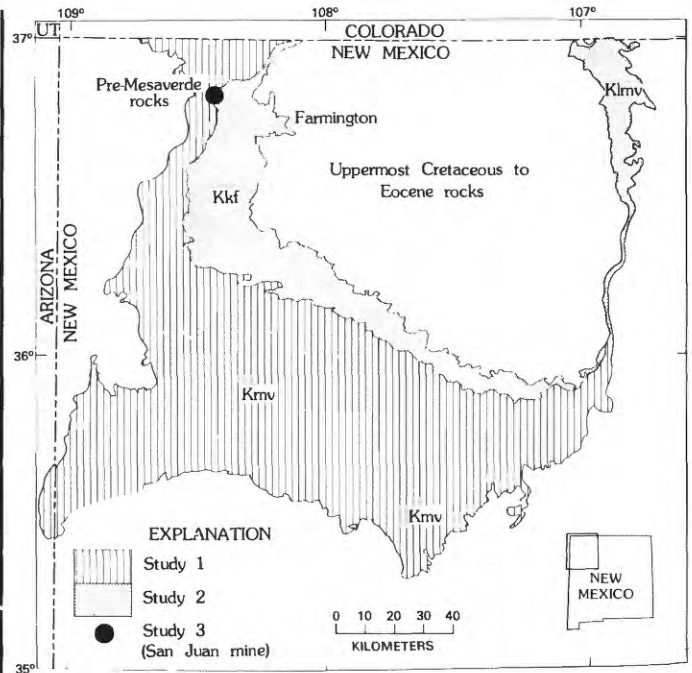 109°
108°
107°
37°
UT
COLORADO
NEW MEXICO
Pre-Mesaverde
rocks
Klmv
Farmington
Uppermost Cretaceous to
Eocene rocks
Kkf
ARIZONA
NEW MEXICO
36°
Kmv
Kmv
EXPLANATION
Study 1
Study 2
Study 3
(San Juan mine)
0 10 20 30 40
KILOMETERS
NEW
MEXICO
35°